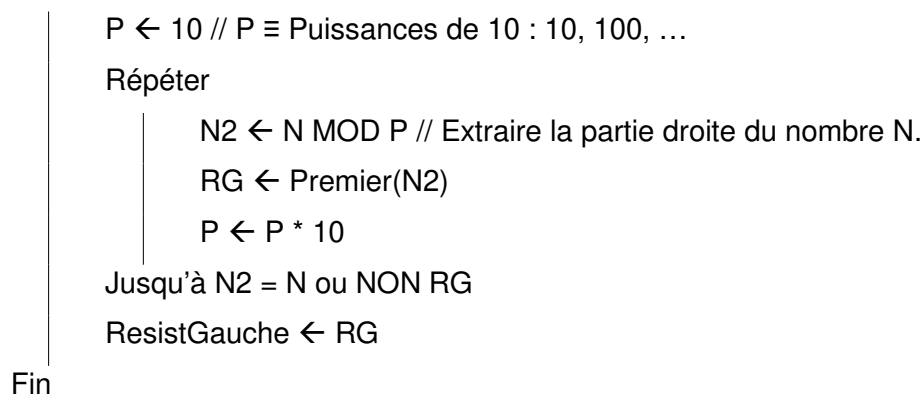 P ← 10 // P ≡ Puissances de 10 : 10, 100, …
Répéter
N2 ← N MOD P // Extraire la partie droite du nombre N.
RG ← Premier(N2)
P ← P * 10
Jusqu'à N2 = N ou NON RG
ResistGauche ← RG
Fin